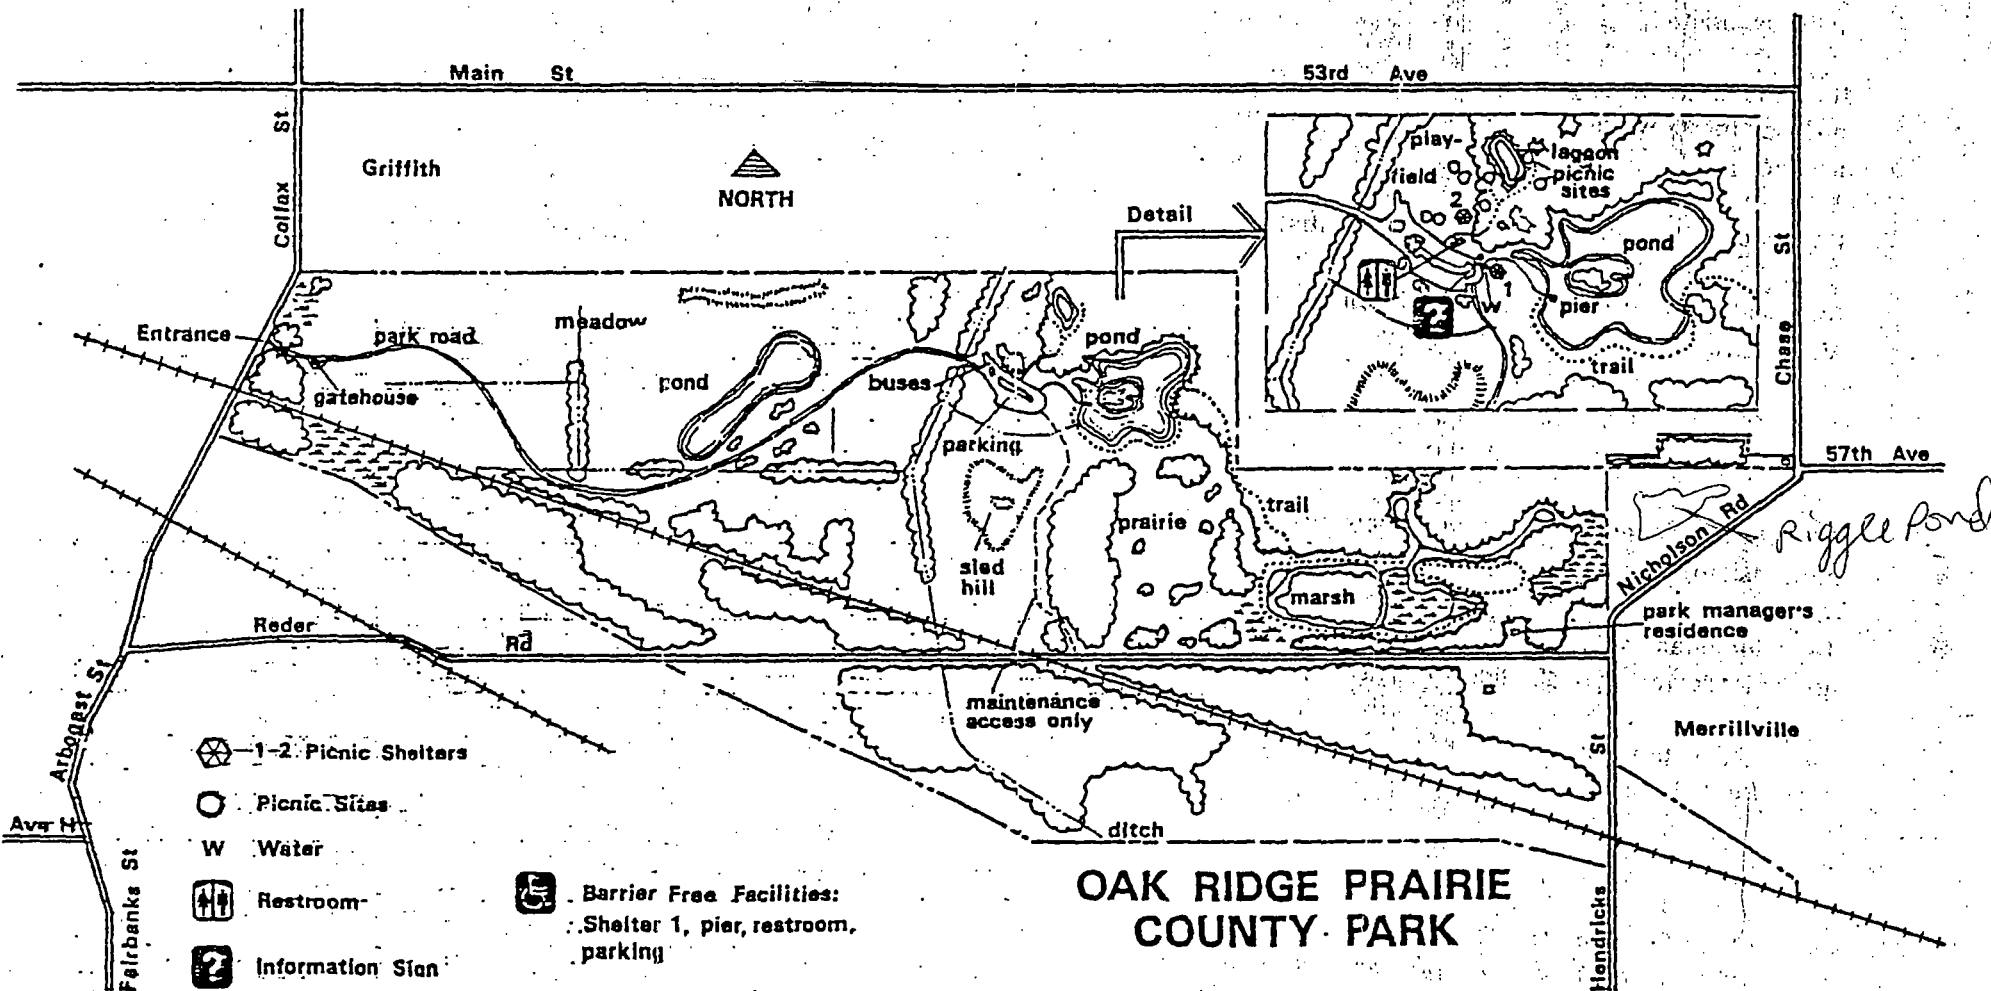 Main St
53rd Ave
Colfax St
Griffith
NORTH
Detail
play-
field
lagoon
picnic
sites
2
pond
1
W
pier
trail
Chase St
Entrance
park road
meadow
gatehouse
pond
buses
pond
parking
57th Ave
trail
prairie
sled
hill
marsh
Nicholson Rd
Riggle Pond
park manager's
residence
Reder Rd
Arbogast St
maintenance
access only
Merrillville
ditch
1-2 Picnic Shelters
Picnic Sites
Ave H
W Water
Fairbanks St
Restroom
Information Sign
Barrier Free Facilities:
Shelter 1, pier, restroom,
parking
OAK RIDGE PRAIRIE
COUNTY PARK
Hendricks St